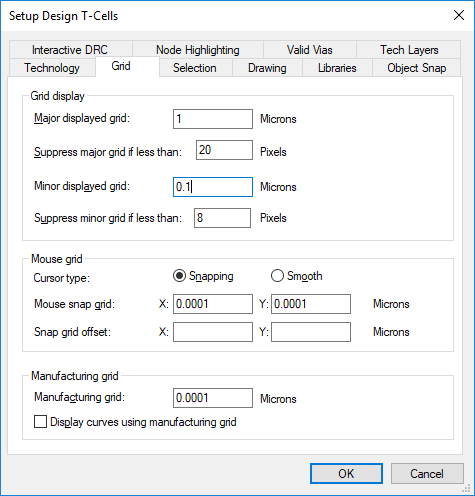 Setup Design T-Cells
Interactive DRC Node Highlighting Valid Vias Tech Layers
Technology Grid Selection Drawing Libraries Object Snap
Grid display
Major displayed grid: 1 Microns
Suppress major grid if less than: 20 Pixels
Minor displayed grid: 0.1 Microns
Suppress minor grid if less than: 8 Pixels
Mouse grid
Cursor type: Snapping Smooth
Mouse snap grid: X: 0.0001 Y: 0.0001 Microns
Snap grid offset: X: Y: Microns
Manufacturing grid
Manufacturing grid: 0.0001 Microns
Display curves using manufacturing grid
OK Cancel